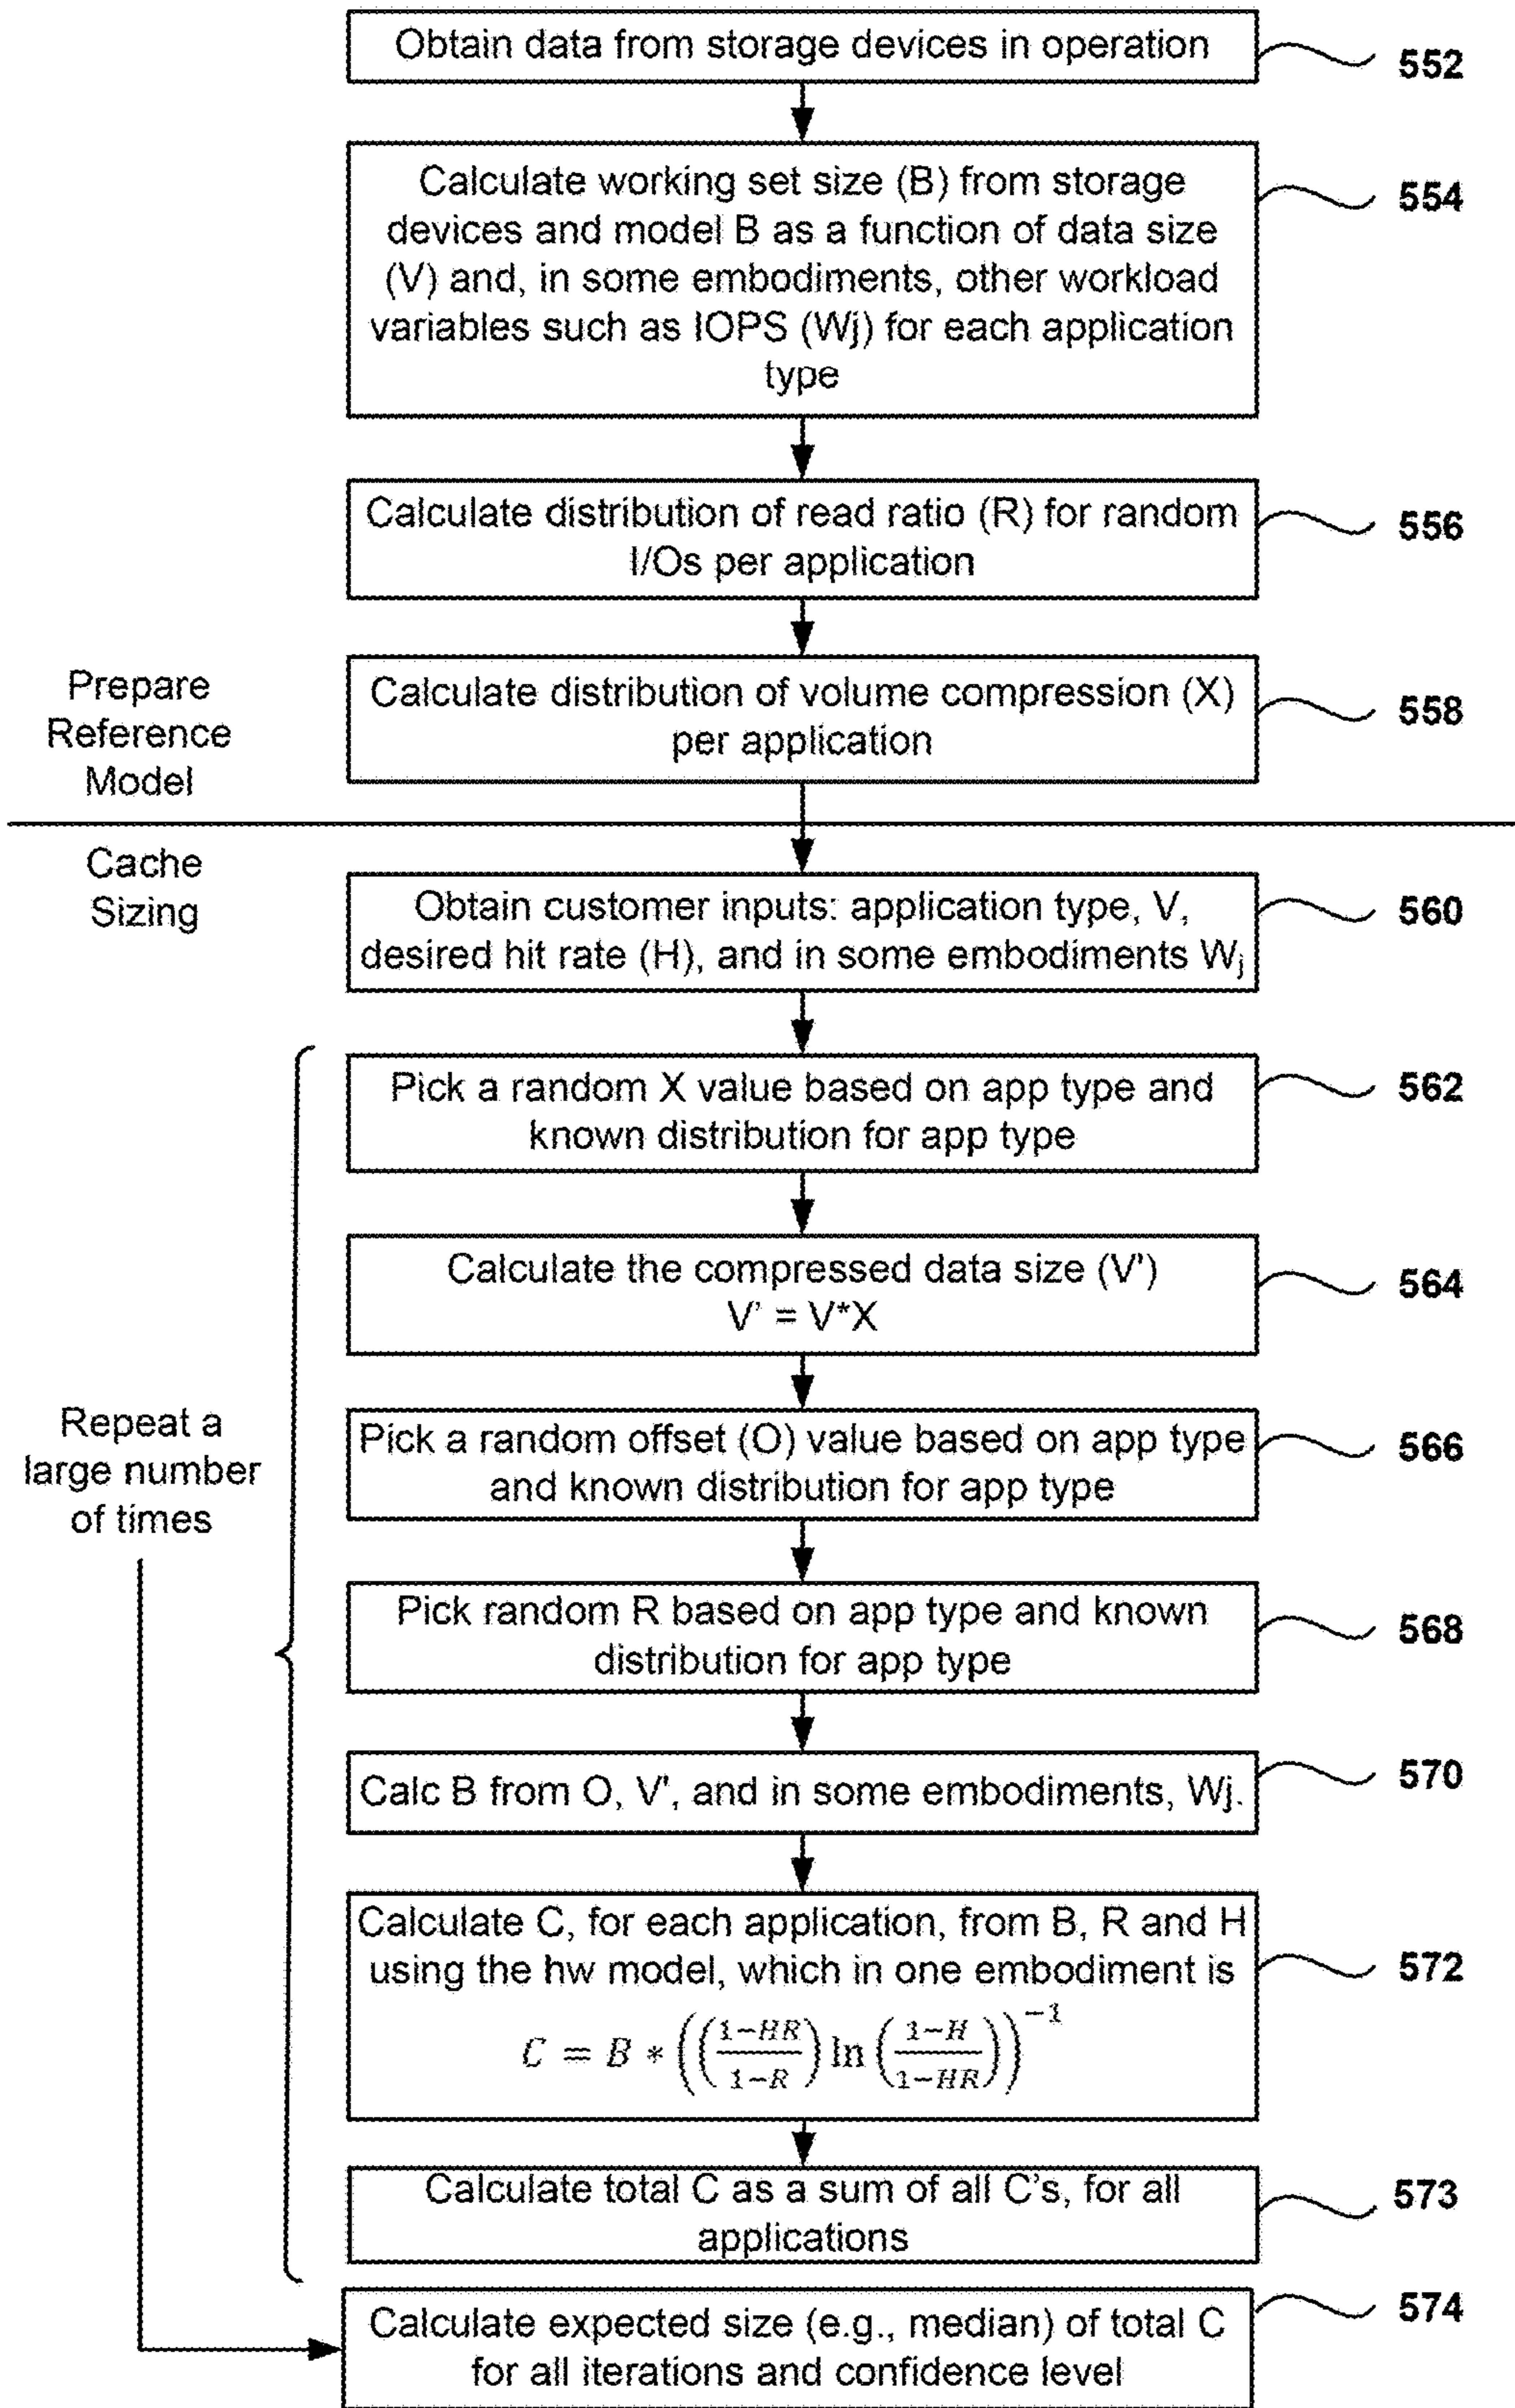 Obtain data from storage devices in operation
552
Calculate working set size (B) from storage
devices and model B as a function of data size
(V) and, in some embodiments, other workload
variables such as IOPS (Wj) for each application
type
554
Calculate distribution of read ratio (R) for random
I/Os per application
556
Calculate distribution of volume compression (X)
per application
558
Prepare
Reference
Model
Cache
Sizing
Obtain customer inputs: application type, V,
desired hit rate (H), and in some embodiments Wj
560
Pick a random X value based on app type and
known distribution for app type
562
Calculate the compressed data size (V')
V' = V*X
564
Pick a random offset (O) value based on app type
and known distribution for app type
566
Repeat a
large number
of times
Pick random R based on app type and known
distribution for app type
568
Calc B from O, V', and in some embodiments, Wj.
570
Calculate C, for each application, from B, R and H
using the hw model, which in one embodiment is
C = B * (((1−HR)/(1−R)) ln((1−H)/(1−HR)))^−1
572
Calculate total C as a sum of all C's, for all
applications
573
Calculate expected size (e.g., median) of total C
for all iterations and confidence level
574